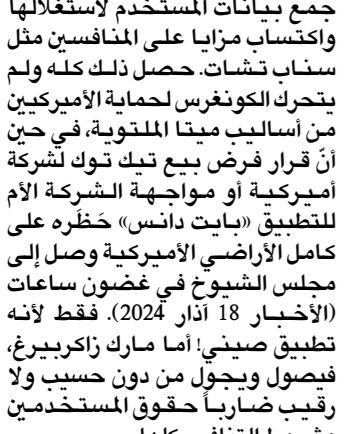 جمع بيانات المستخدم لاستغلالها
واكتساب مزايا على المنافسين مثل
سناب تشات. حصل ذلك كله ولم
يتحرك الكونغرس لحماية الأميركيين
من أساليب ميتا الملتوية، في حين
أنّ قرار فرض بيع تيك توك لشركة
أميركية أو مواجهة الشركة الأم
للتطبيق «بايت دانس» حَظَره على
كامل الأراضي الأميركية وصل إلى
مجلس الشيوخ في غضون ساعات
(الأخبار 18 آذار 2024). فقط لأنه
تطبيق صيني! أما مارك زاكربيرغ،
فيصول ويجول من دون حسيب ولا
رقيب ضارباً حقوق المستخدمين